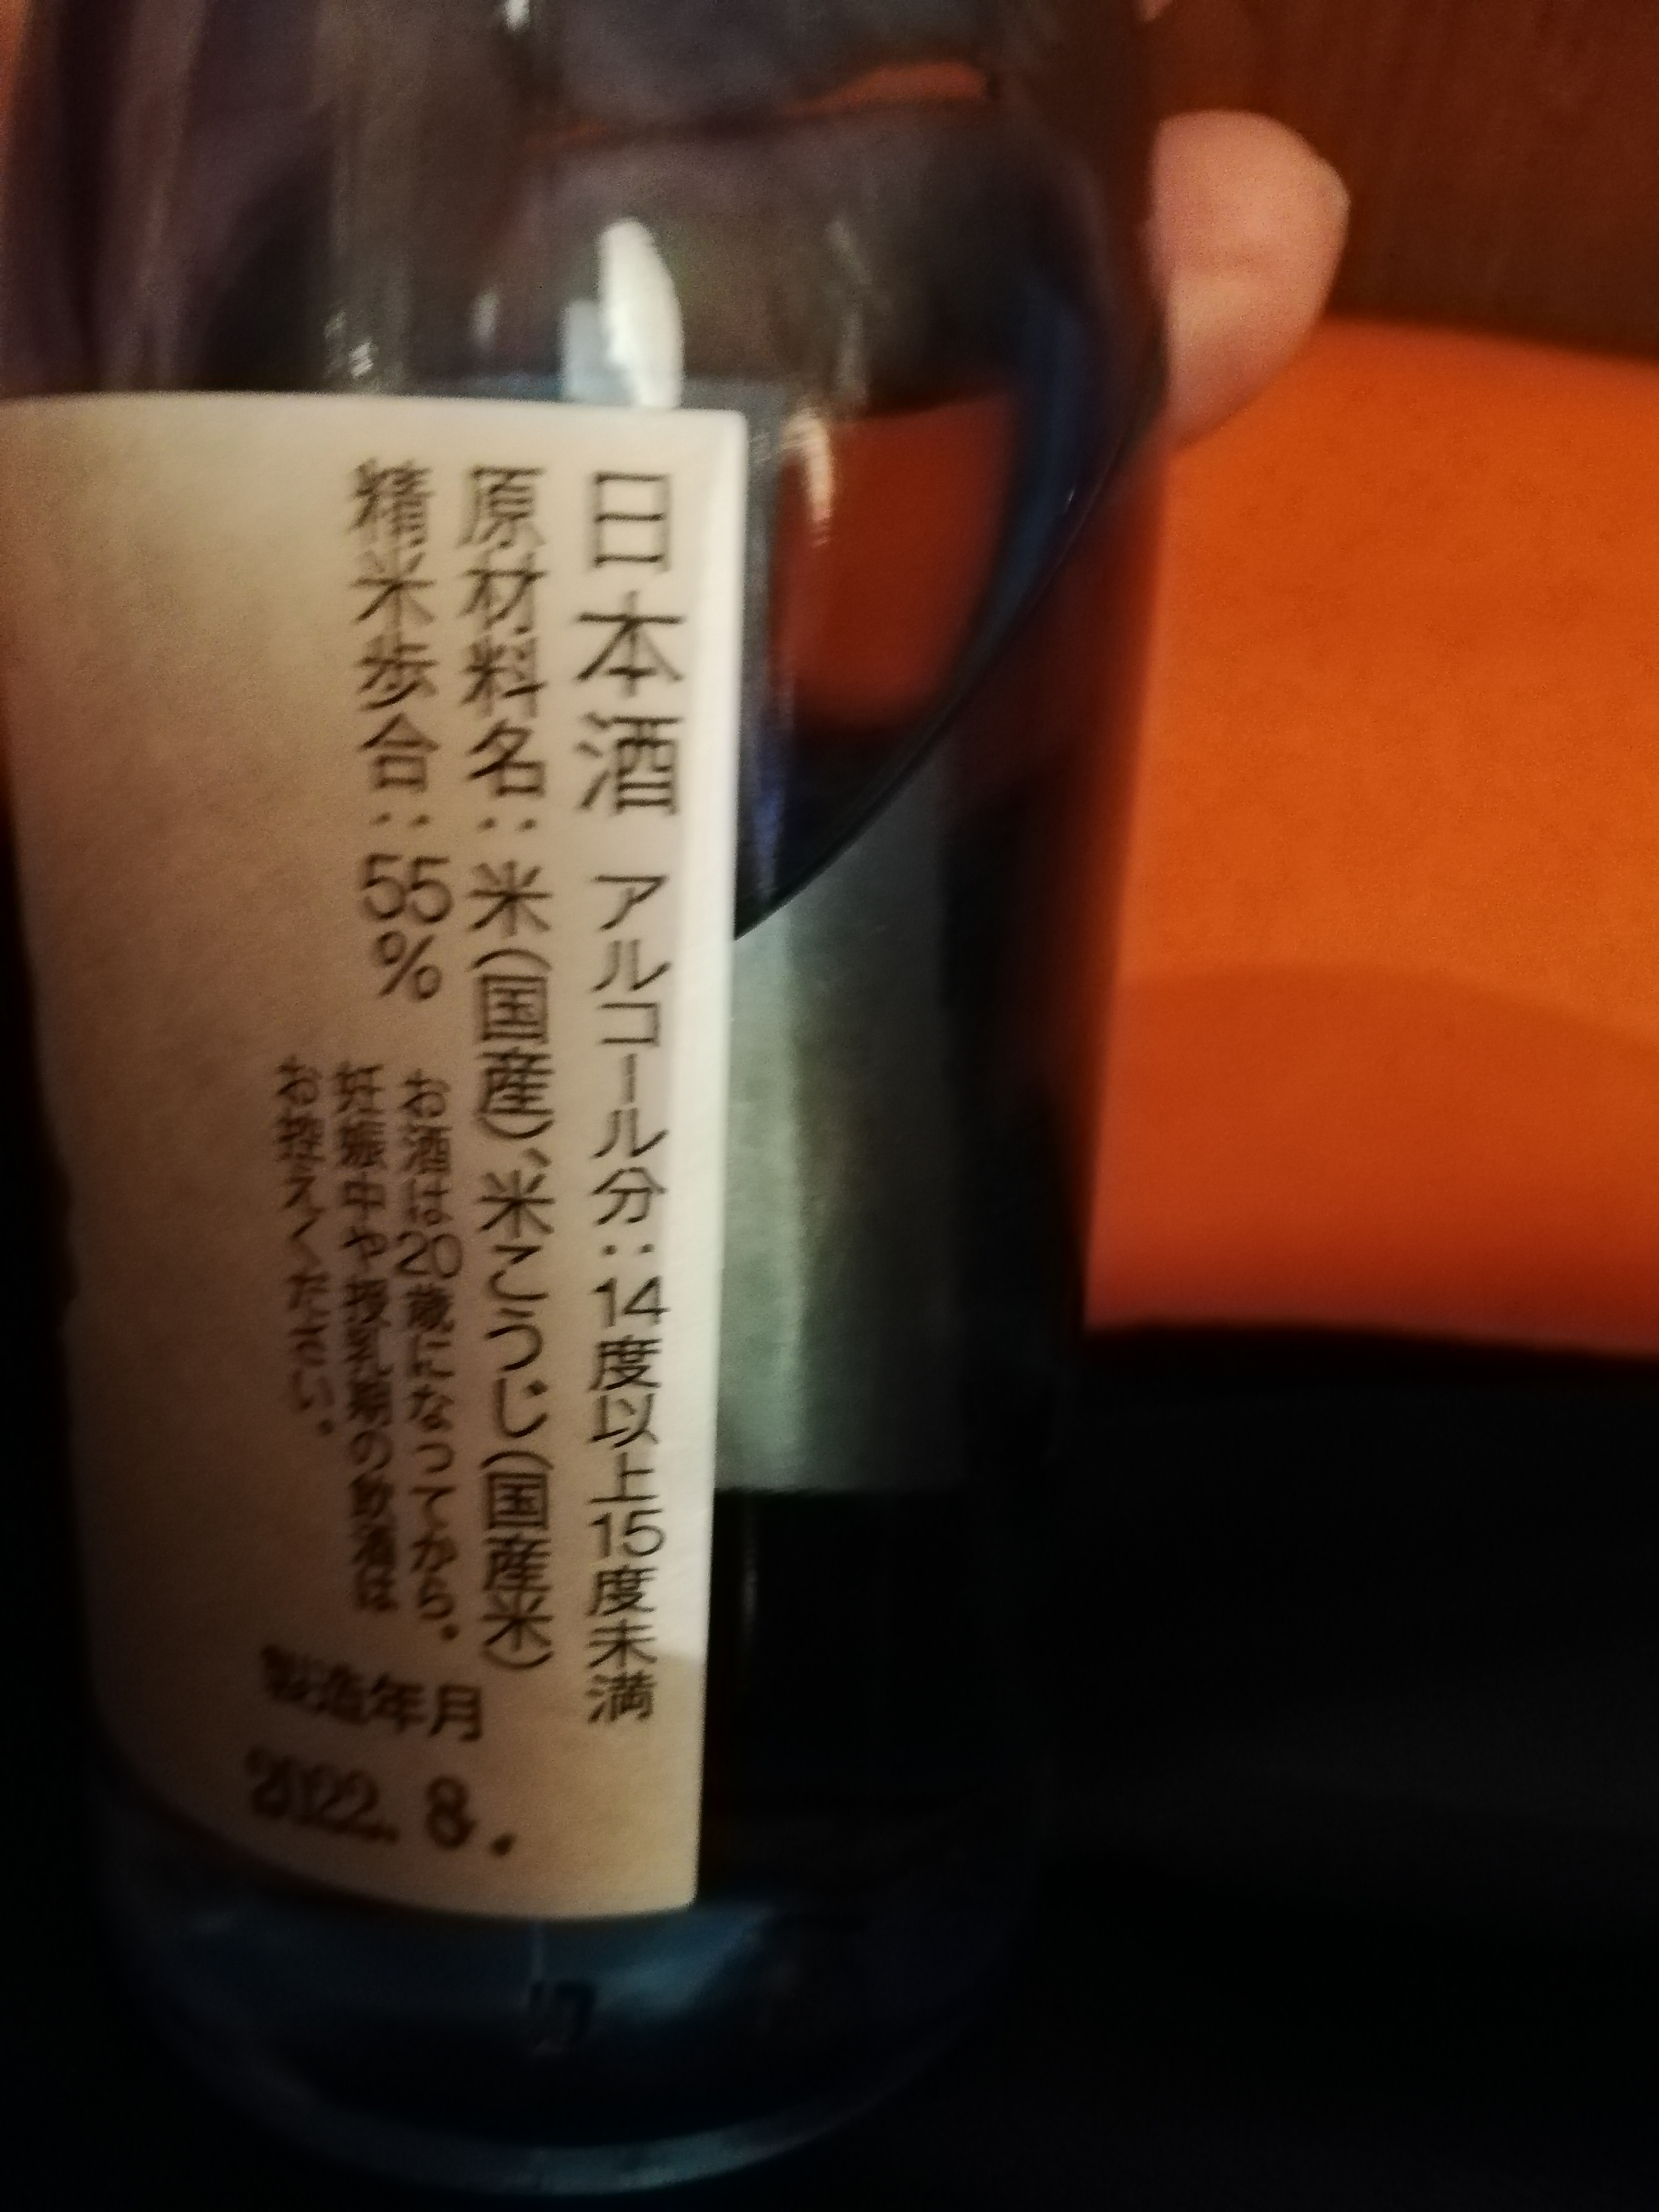 日本酒 アルコール分：14度以上15度未満
原材料名：米（国産）、米こうじ（国産米）
精米歩合：55%
お酒は20歳になってから。
妊娠中や授乳期の飲酒は
お控えください。
製造年月
2022. 8.